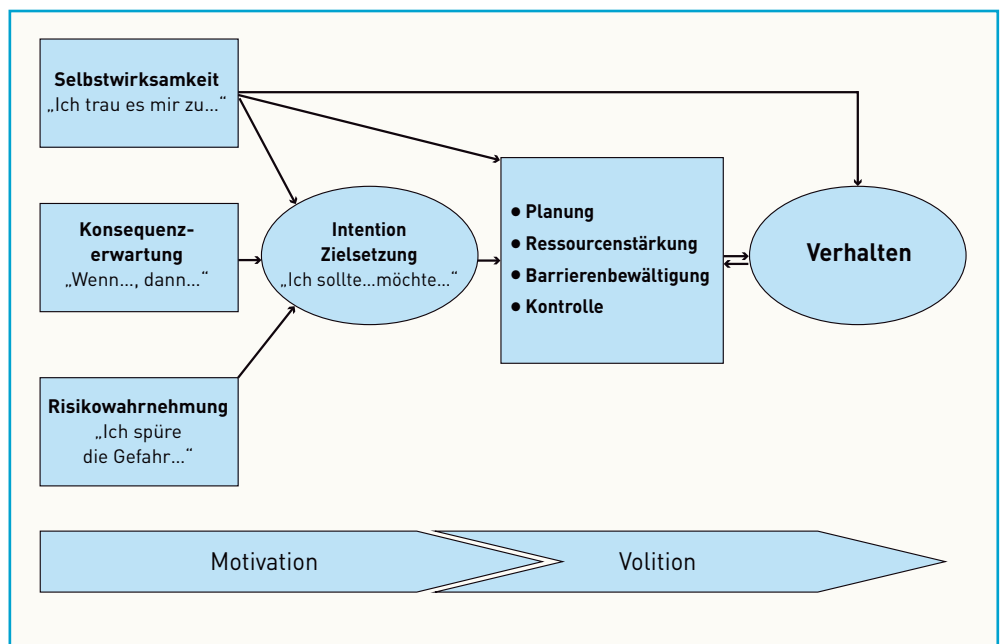 Selbstwirksamkeit
„Ich trau es mir zu...“
Konsequenz-
erwartung
„Wenn..., dann...“
Risikowahrnehmung
„Ich spüre
die Gefahr...“
Intention
Zielsetzung
„Ich sollte...möchte...“
● Planung
● Ressourcenstärkung
● Barrierenbewältigung
● Kontrolle
Verhalten
Motivation
Volition